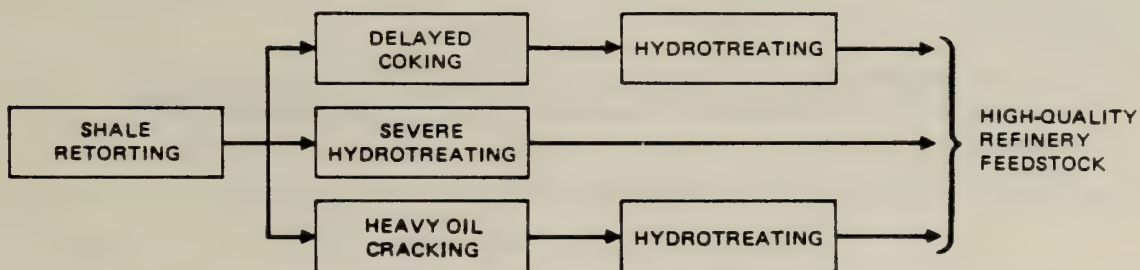 DELAYED
COKING
HYDROTREATING
SHALE
RETORTING
SEVERE
HYDROTREATING
HIGH-QUALITY
REFINERY
FEEDSTOCK
HEAVY OIL
CRACKING
HYDROTREATING